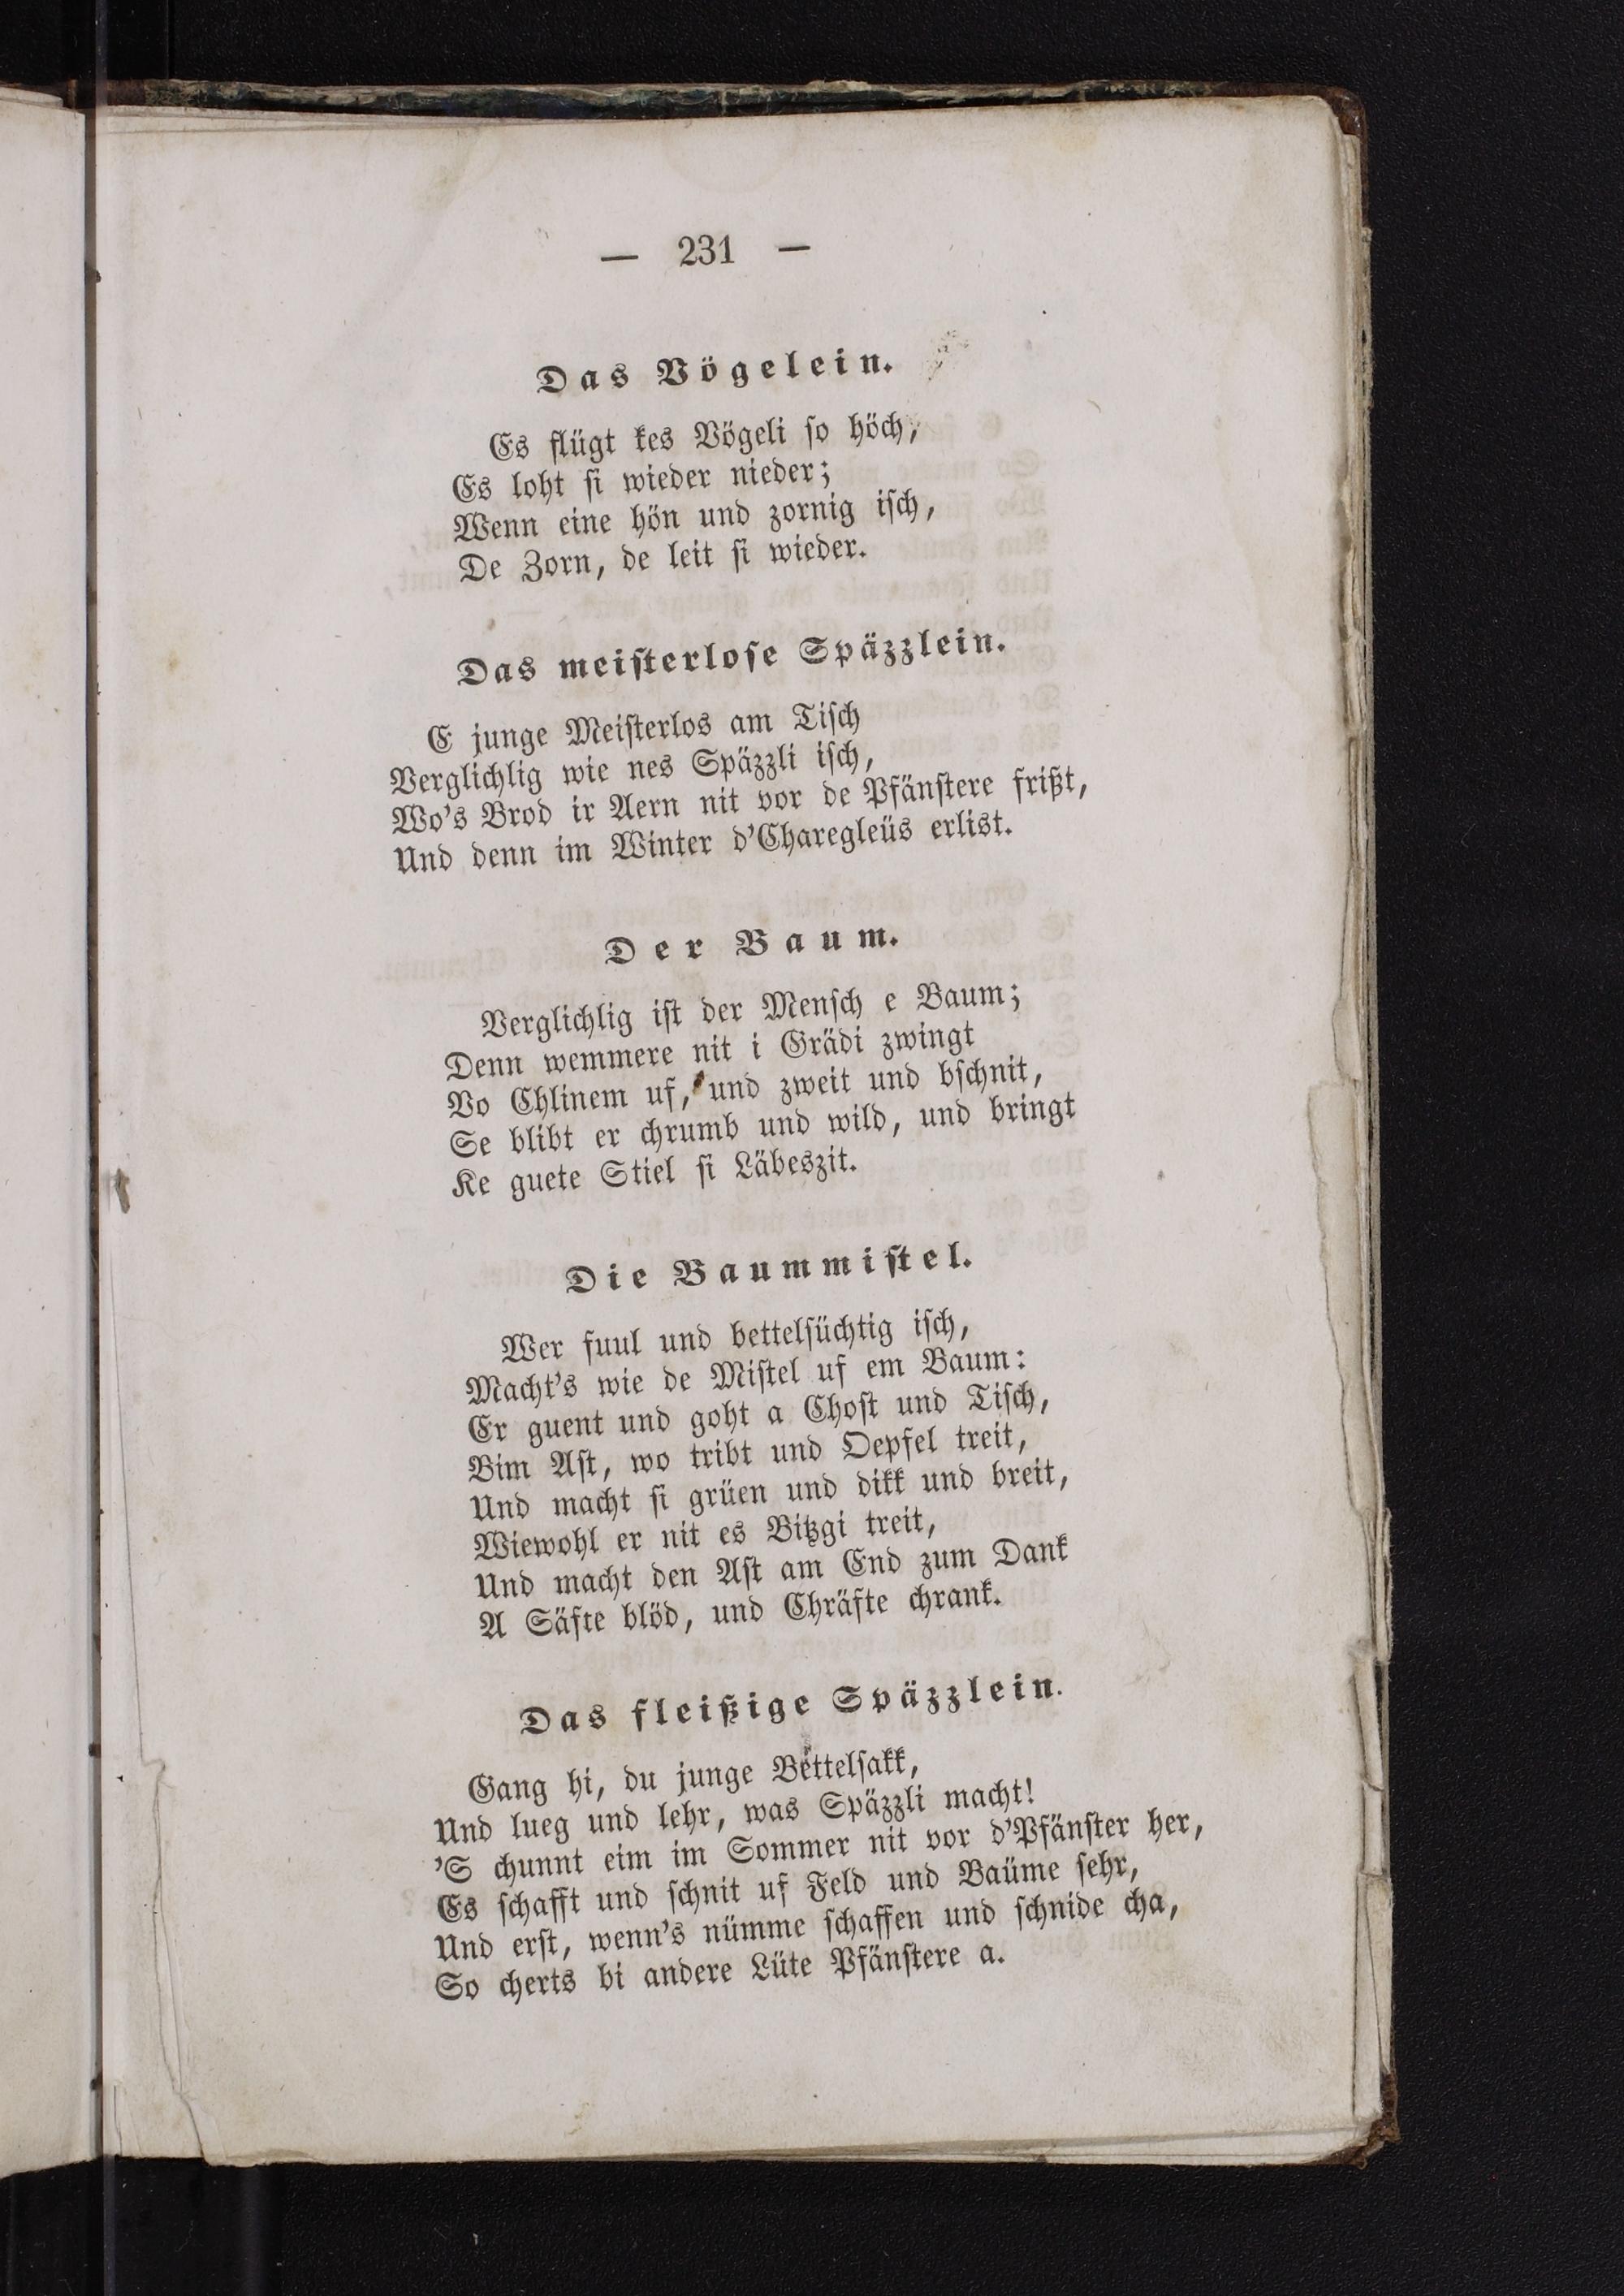 — 231 —
Das Vögelein.
Es flügt kes Vögeli so höch,
Es loht si wieder nieder;
Wenn eine hön und zornig isch,
De Zorn, de leit si wieder.
Das meisterlose Späzzlein.
E junge Meisterlos am Tisch
Verglichlig wie nes Späzzli isch,
Wo's Brod ir Aern nit vor de Pfänstere frißt,
Und denn im Winter d'Charegleüs erlist.
Der Baum.
Verglichlig ist der Mensch e Baum;
Denn wemmere nit i Grädi zwingt
Vo Chlinem uf, und zweit und bschnit,
Se blibt er chrumb und wild, und bringt
Ke guete Stiel si Läbeszit.
Die Baummistel.
Wer fuul und bettelsüchtig isch,
Macht's wie de Mistel uf em Baum:
Er guent und goht a Chost und Tisch,
Bim Ast, wo tribt und Oepfel treit,
Und macht si grüen und dikk und breit,
Wiewohl er nit es Bitzgi treit,
Und macht den Ast am End zum Dank
A Säfte blöd, und Chräfte chrank.
Das fleißige Späzzlein.
Gang hi, du junge Bettelsakk,
Und lueg und lehr, was Späzzli macht!
'S chunnt eim im Sommer nit vor d'Pfänster her,
Es schafft und schnit uf Feld und Baüme sehr,
Und erst, wenn's nümme schaffen und schnide cha,
So cherts bi andere Lüte Pfänstere a.